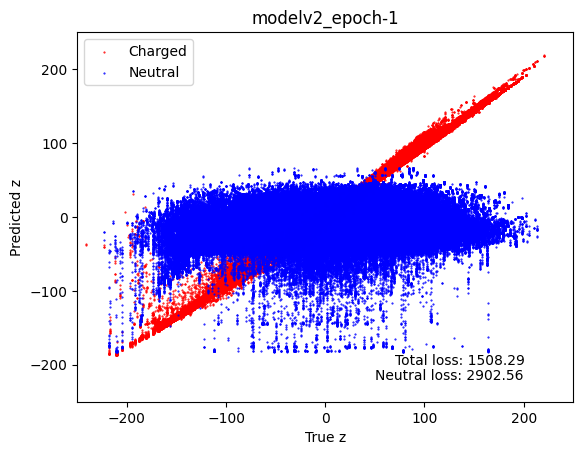 modelv2_epoch-1
Charged
Neutral
200
100
0
−100
−200
Predicted z
Total loss: 1508.29
Neutral loss: 2902.56
−200
−100
0
100
200
True z